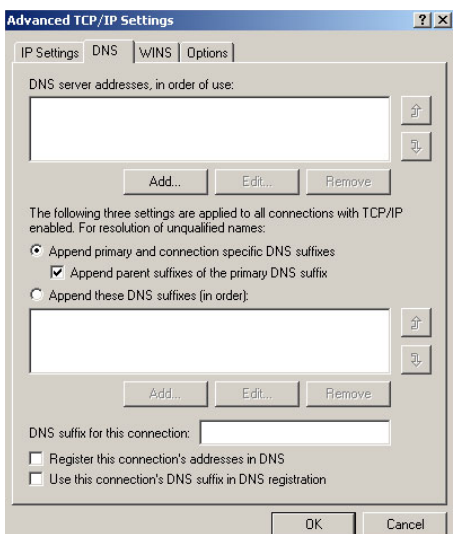 Advanced TCP/IP Settings
IP Settings DNS WINS Options
DNS server addresses, in order of use:
Add... Edit... Remove
The following three settings are applied to all connections with TCP/IP
enabled. For resolution of unqualified names:
Append primary and connection specific DNS suffixes
Append parent suffixes of the primary DNS suffix
Append these DNS suffixes (in order):
Add... Edit... Remove
DNS suffix for this connection:
Register this connection's addresses in DNS
Use this connection's DNS suffix in DNS registration
OK Cancel